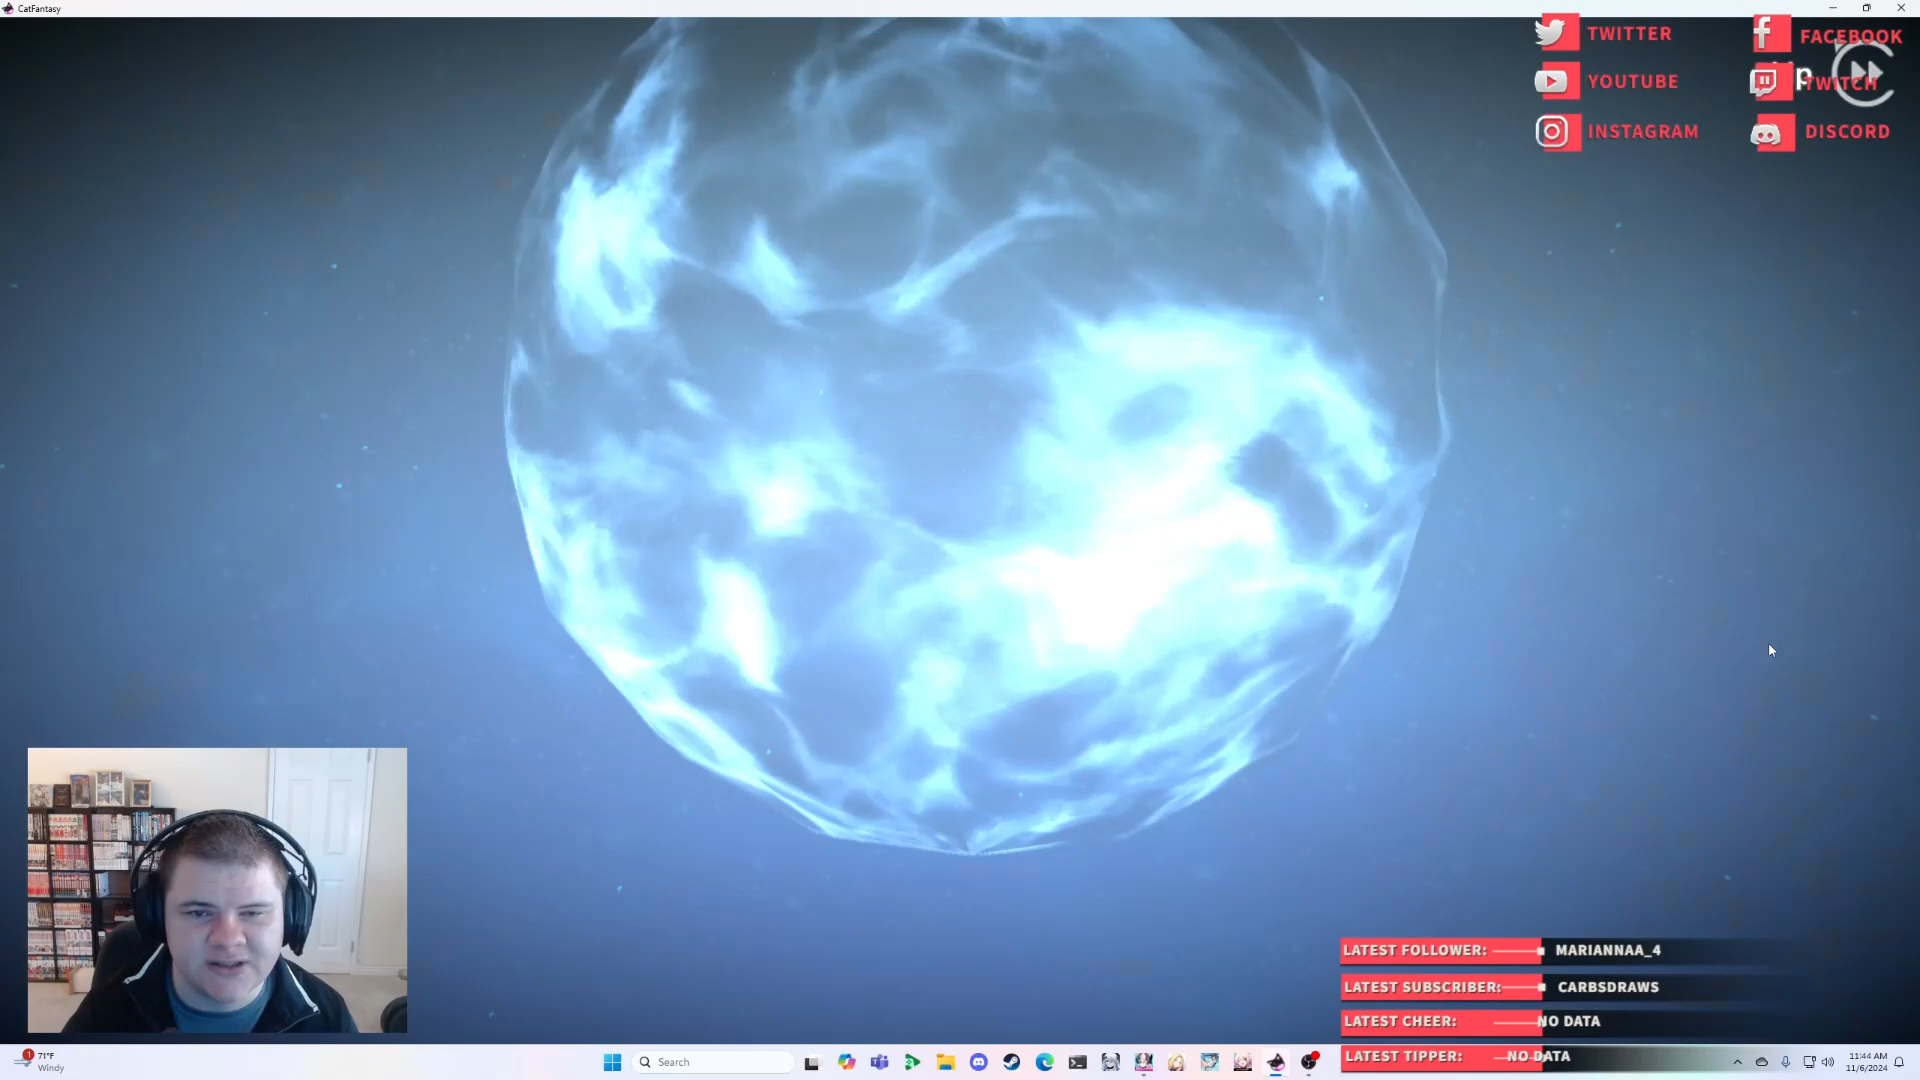 CatFantasy
TWITTER
FACEBOOK
YOUTUBE
TWITCH
INSTAGRAM
DISCORD
LATEST FOLLOWER: MARIANNAA_4
LATEST SUBSCRIBER: CARBSDRAWS
LATEST CHEER: NO DATA
LATEST TIPPER: NO DATA
1
71°F
Windy
Search
11:44 AM
11/6/2024